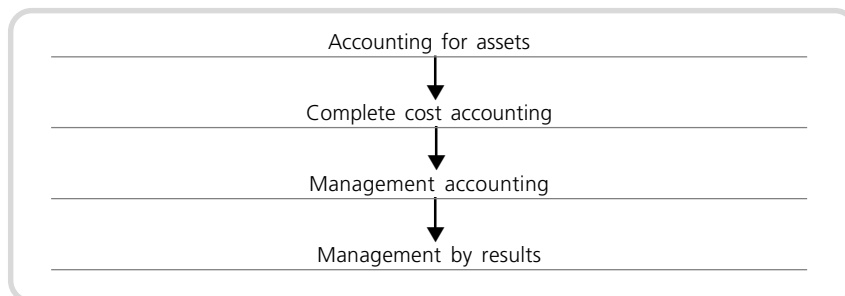 Accounting for assets
Complete cost accounting
Management accounting
Management by results